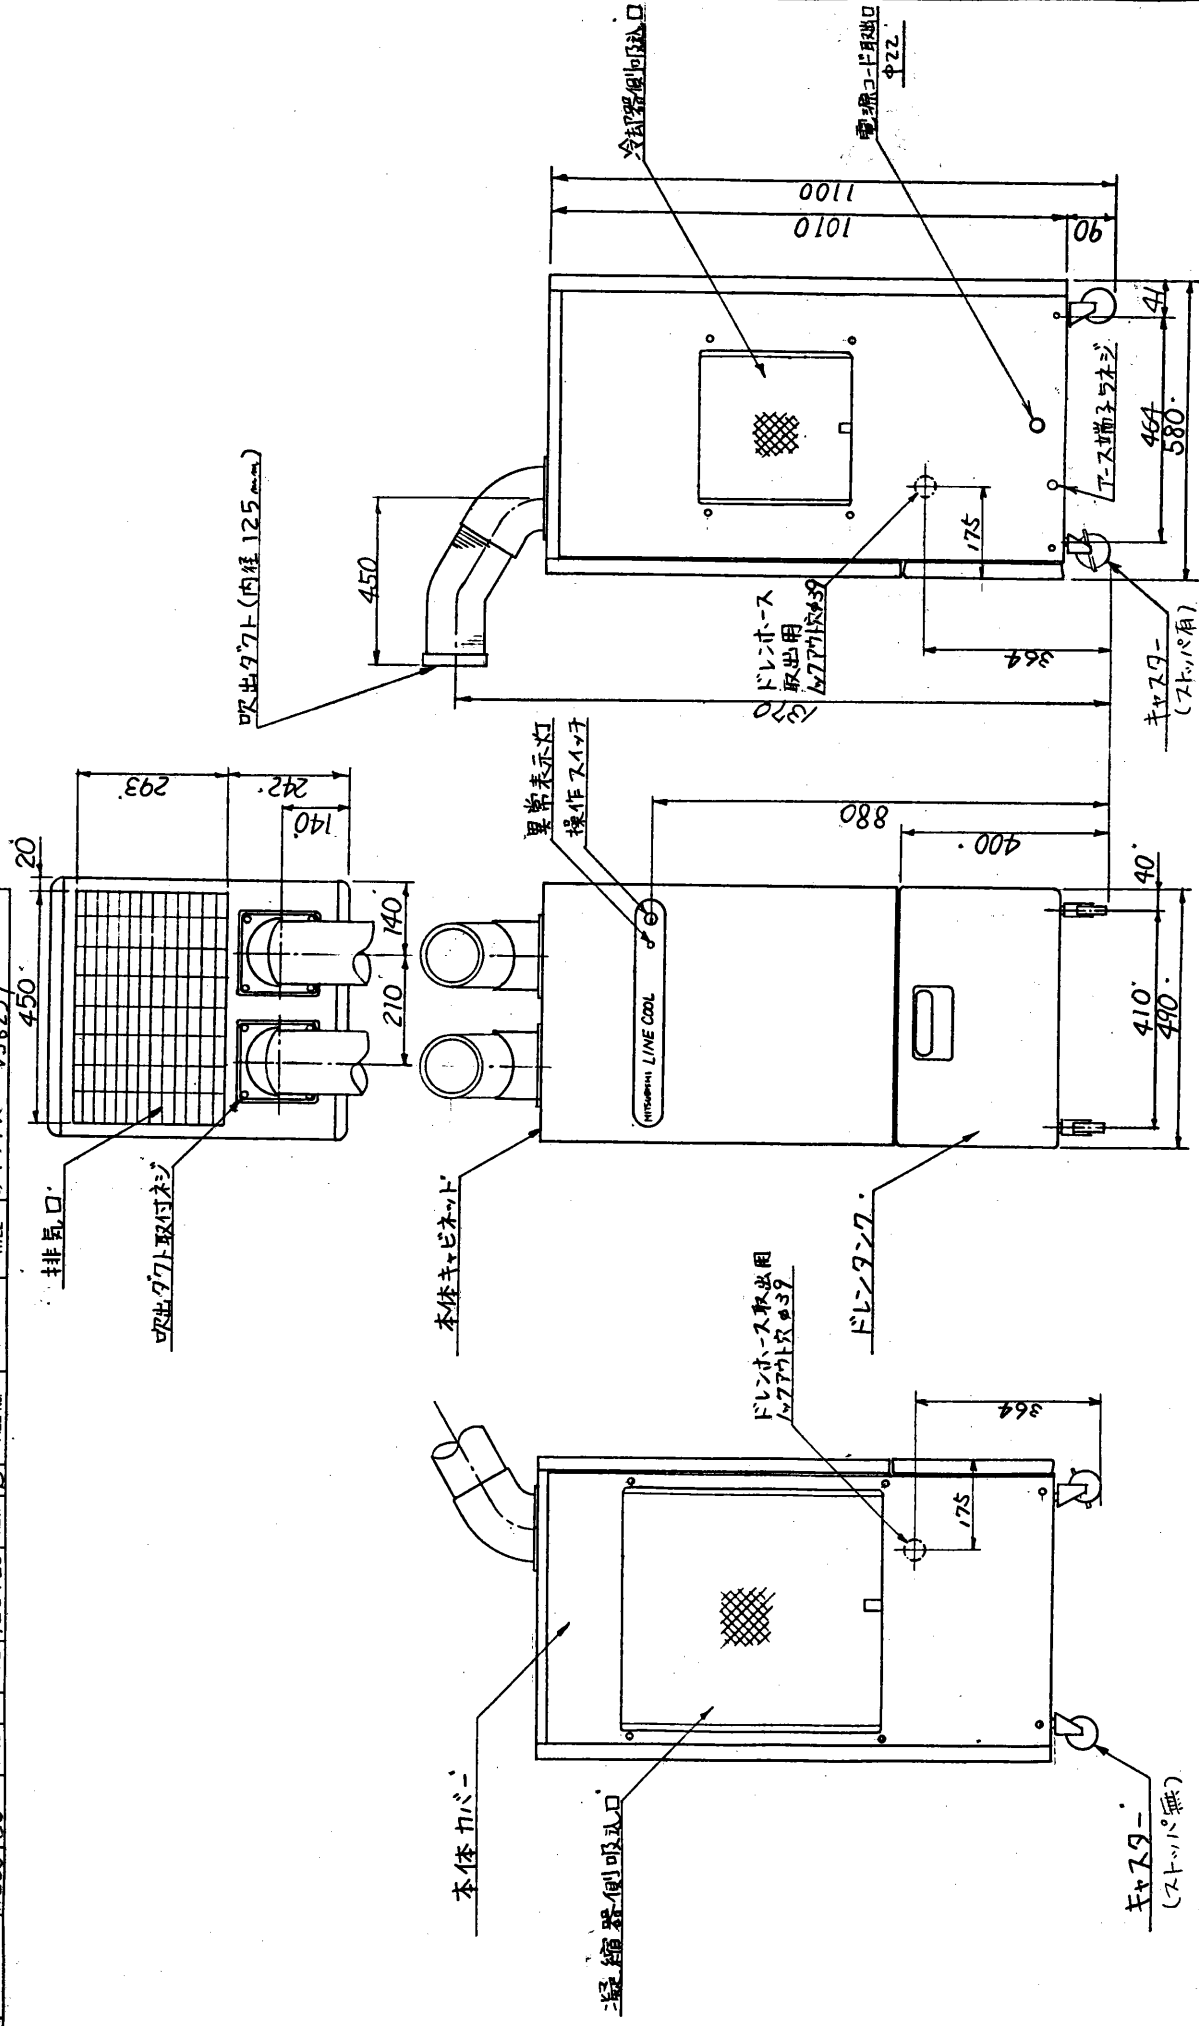 450
20
293
242
140
140
210
排気口
吹出ダクト取付ネジ
吹出ダクト(内径125mm)
450
冷却器側吸込口
電源コード取出口
φ22
1100
1010
90
41
464
580
アース端子ラネジ
175
ドレンホース
取出用
ノックアウト穴φ39
364
1370
キャスター
(ストッパ有)
異常表示灯
操作スイッチ
本体キャビネット
MITSUBISHI LINE COOL
880
400
40
410
490
ドレンタンク
本体カバー
凝縮器側吸込口
ドレンホース取出用
ノックアウト穴φ39
364
175
キャスター
(ストッパ無)